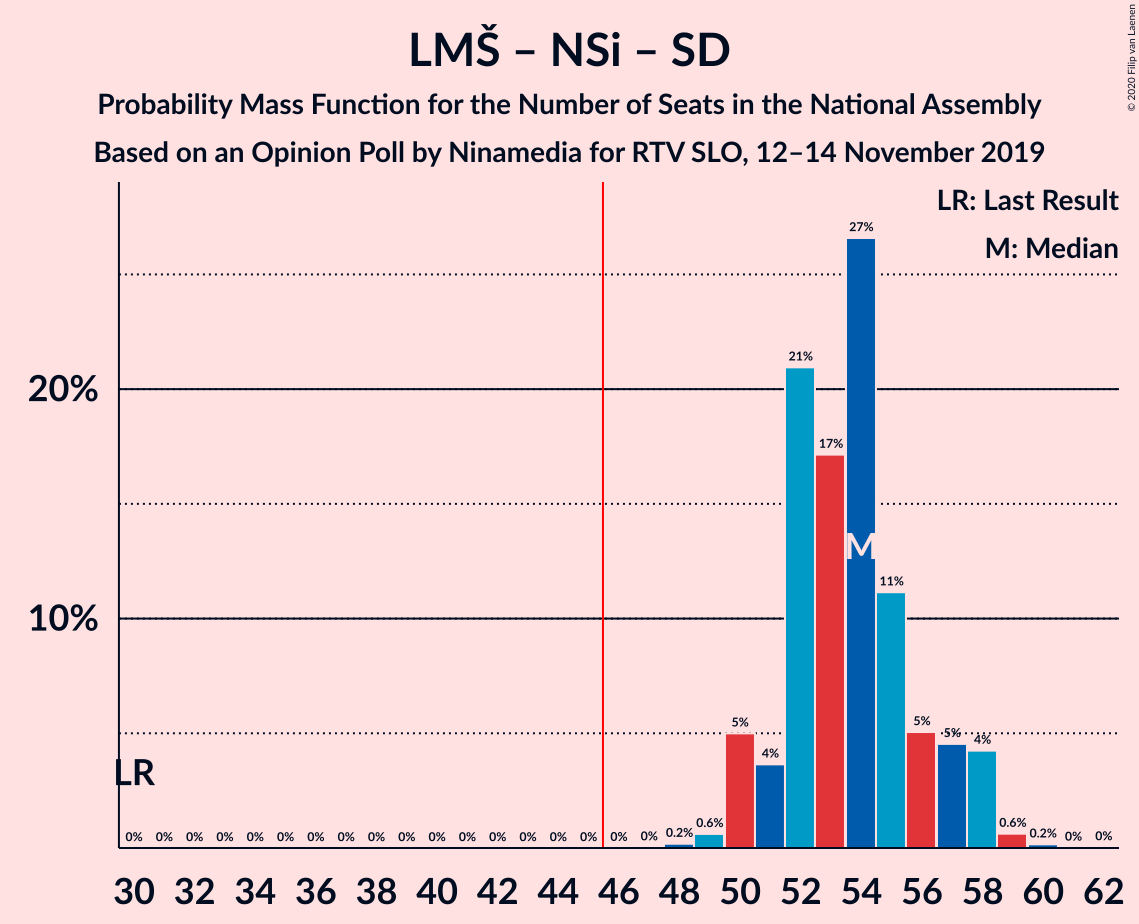 LMŠ – NSi – SD
Probability Mass Function for the Number of Seats in the National Assembly
Based on an Opinion Poll by Ninamedia for RTV SLO, 12–14 November 2019
© 2020 Filip van Laenen
LR: Last Result
M: Median
27%
21%
20%
17%
M
11%
10%
5%
4%
5%
5%
4%
LR
0% 0% 0% 0% 0% 0% 0% 0% 0% 0% 0% 0% 0% 0% 0% 0% 0% 0% 0.2% 0.6% 0.6% 0.2% 0% 0%
30 32 34 36 38 40 42 44 46 48 50 52 54 56 58 60 62